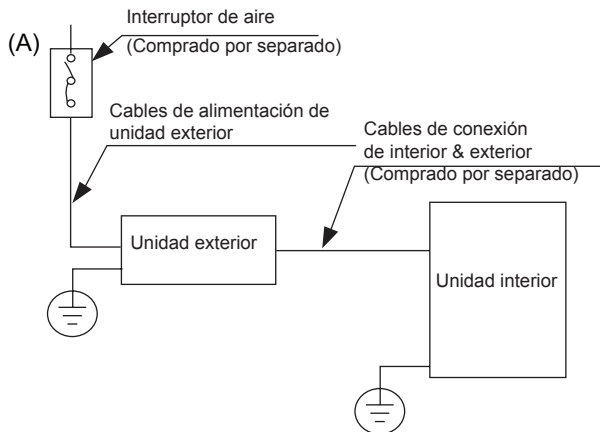 Interruptor de aire
(A)
(Comprado por separado)
Cables de alimentación de
unidad exterior
Cables de conexión
de interior & exterior
(Comprado por separado)
Unidad exterior
Unidad interior